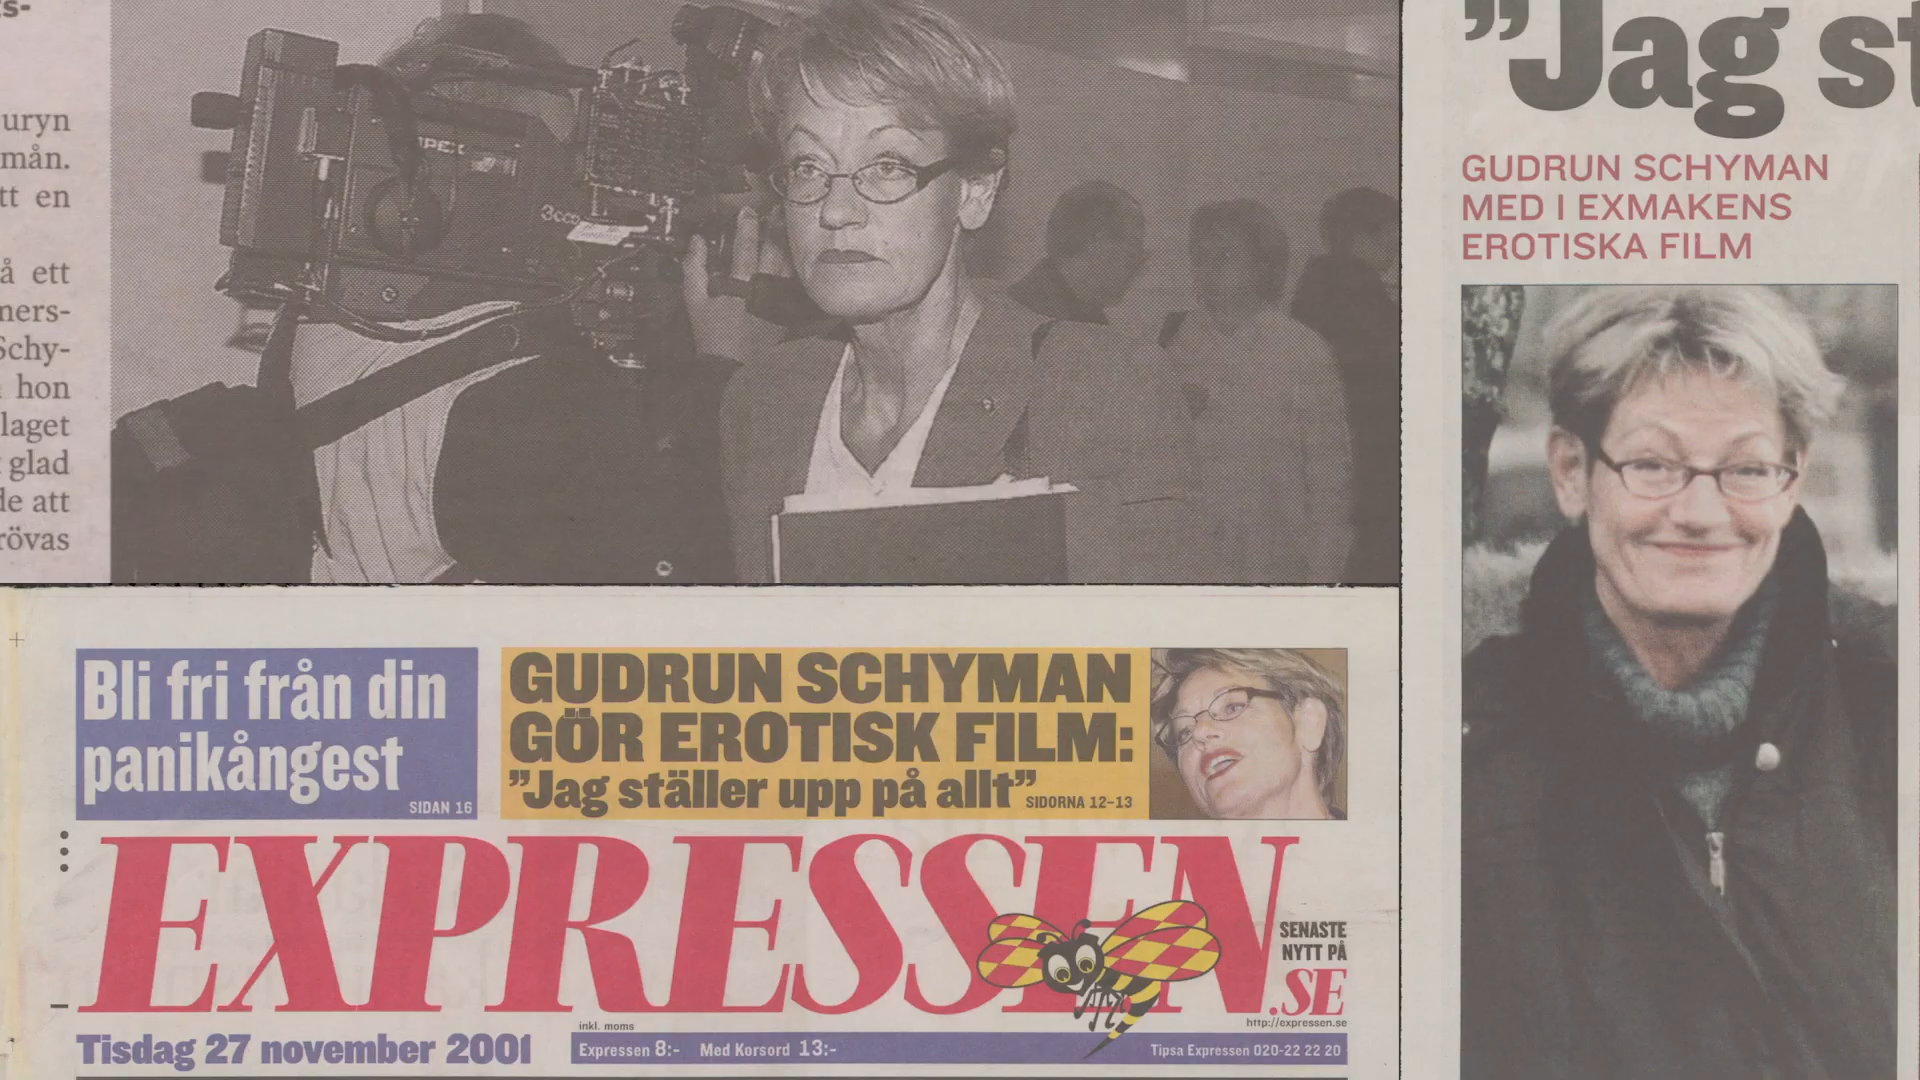 uryn
mån.
tt en
å ett
ners-
Schy-
hon
laget
glad
de att
rövas
IPEX
3CCD
"Jag st
GUDRUN SCHYMAN
MED I EXMAKENS
EROTISKA FILM
Bli fri från din
panikångest
SIDAN 16
GUDRUN SCHYMAN
GÖR EROTISK FILM:
"Jag ställer upp på allt"
SIDORNA 12-13
EXPRESSEN
SENASTE
NYTT PÅ
.SE
http://expressen.se
Tisdag 27 november 2001
inkl. moms
Expressen 8:- Med Korsord 13:-
Tipsa Expressen 020-22 22 20